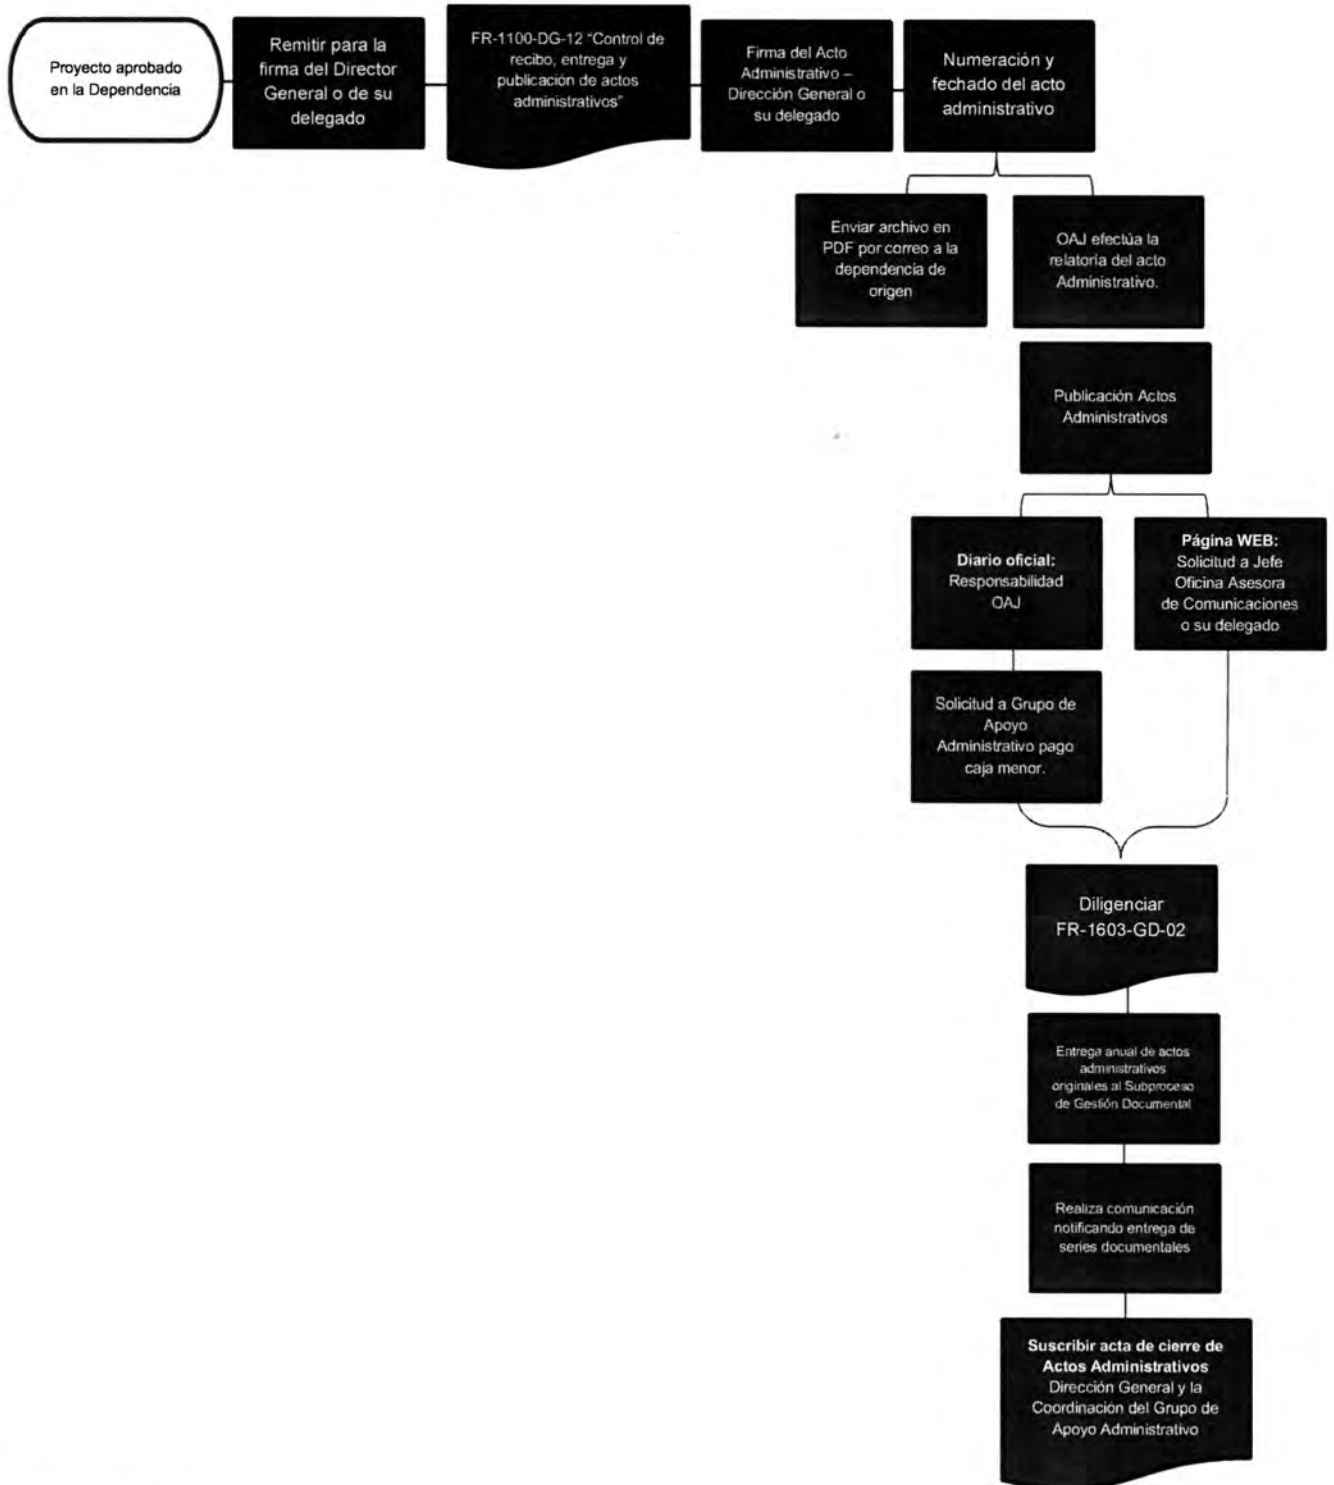 Proyecto aprobado
en la Dependencia
Remitir para la
firma del Director
General o de su
delegado
FR-1100-DG-12 “Control de
recibo, entrega y
publicación de actos
administrativos”
Firma del Acto
Administrativo –
Dirección General o
su delegado
Numeración y
fechado del acto
administrativo
Enviar archivo en
PDF por correo a la
dependencia de
origen
OAJ efectúa la
relatoría del acto
Administrativo.
Publicación Actos
Administrativos
Diario oficial:
Responsabilidad
OAJ
Página WEB:
Solicitud a Jefe
Oficina Asesora
de Comunicaciones
o su delegado
Solicitud a Grupo de
Apoyo
Administrativo pago
caja menor.
Diligenciar
FR-1603-GD-02
Entrega anual de actos
administrativos
originales al Subproceso
de Gestión Documental
Realiza comunicación
notificando entrega de
series documentales
Suscribir acta de cierre de
Actos Administrativos
Dirección General y la
Coordinación del Grupo de
Apoyo Administrativo